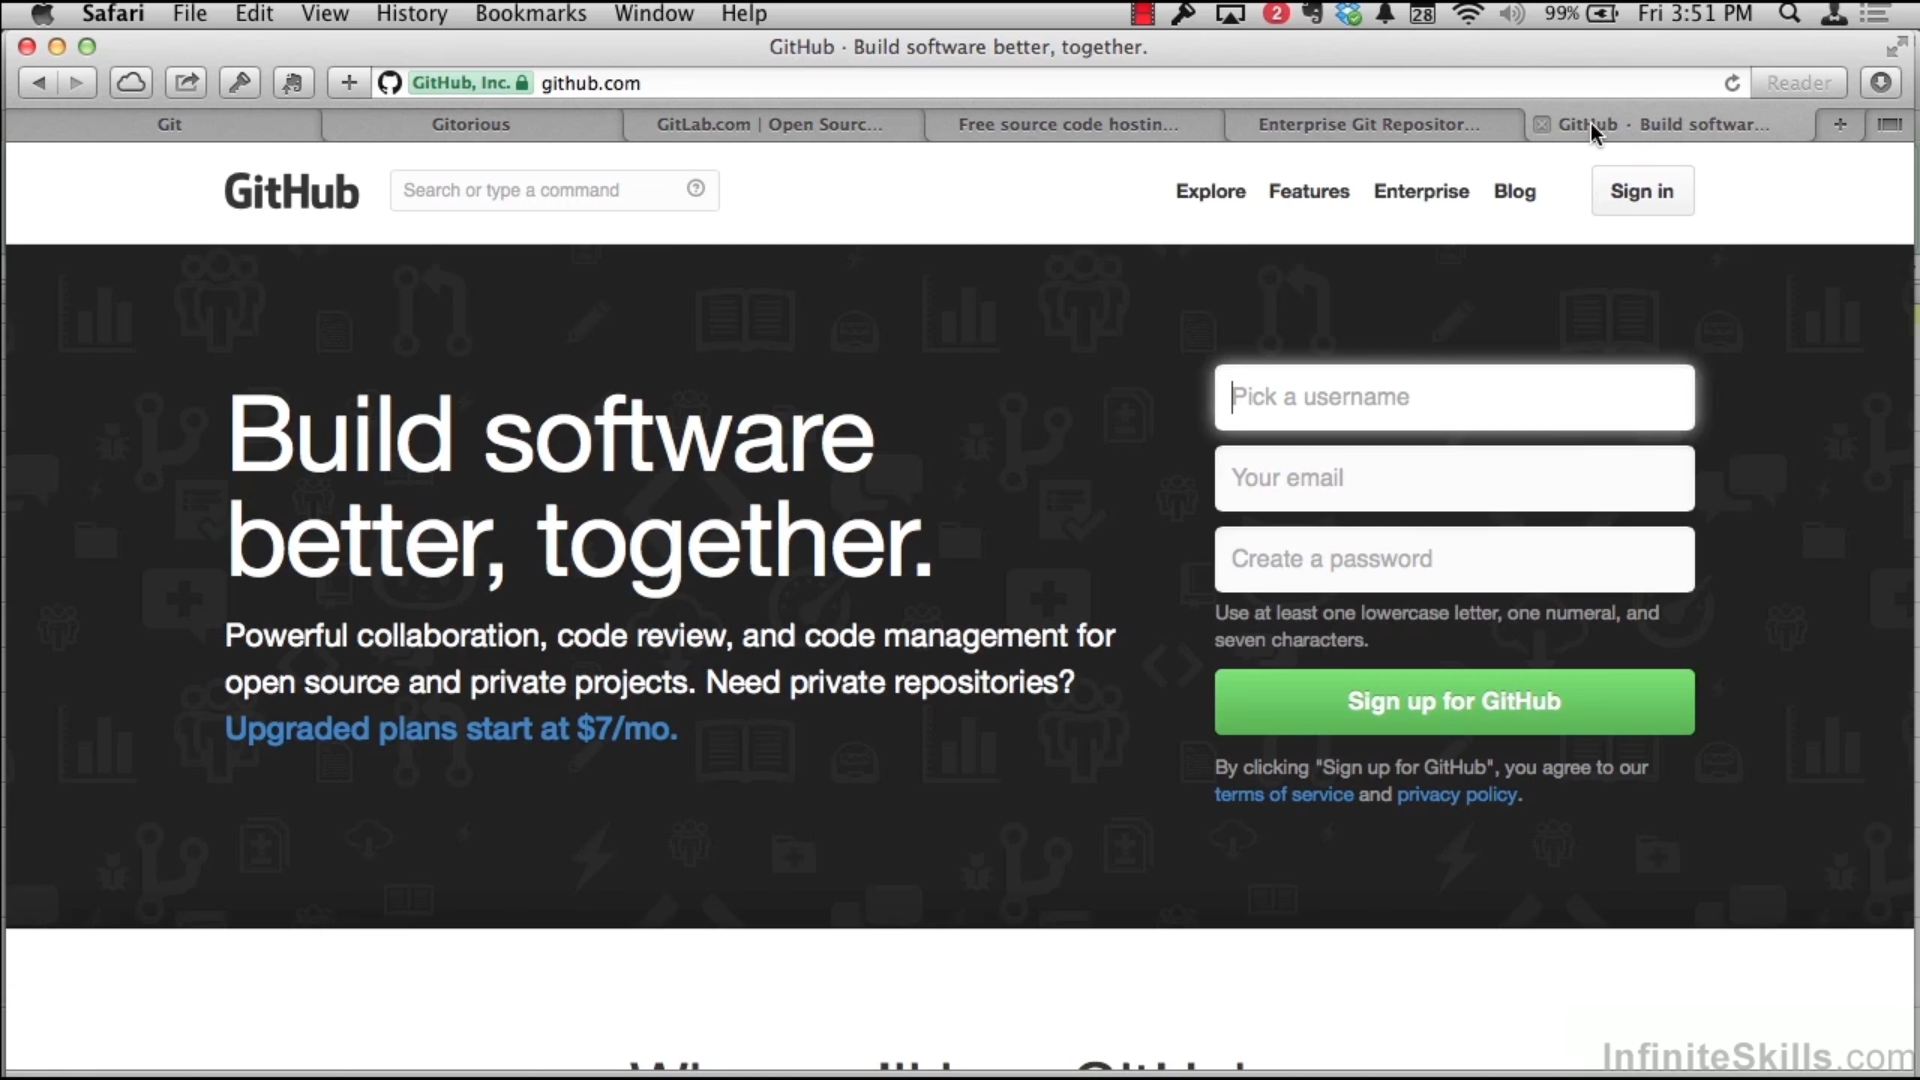 Safari File Edit View History Bookmarks Window Help 2 28 99% Fri 3:51 PM
GitHub · Build software better, together.
GitHub, Inc. github.com Reader
Git Gitorious GitLab.com | Open Sourc... Free source code hostin... Enterprise Git Repositor... GitHub · Build softwar...
GitHub Search or type a command Explore Features Enterprise Blog Sign in
Build software
better, together.
Powerful collaboration, code review, and code management for
open source and private projects. Need private repositories?
Upgraded plans start at $7/mo.
Pick a username
Your email
Create a password
Use at least one lowercase letter, one numeral, and
seven characters.
Sign up for GitHub
By clicking "Sign up for GitHub", you agree to our
terms of service and privacy policy.
InfiniteSkills.com